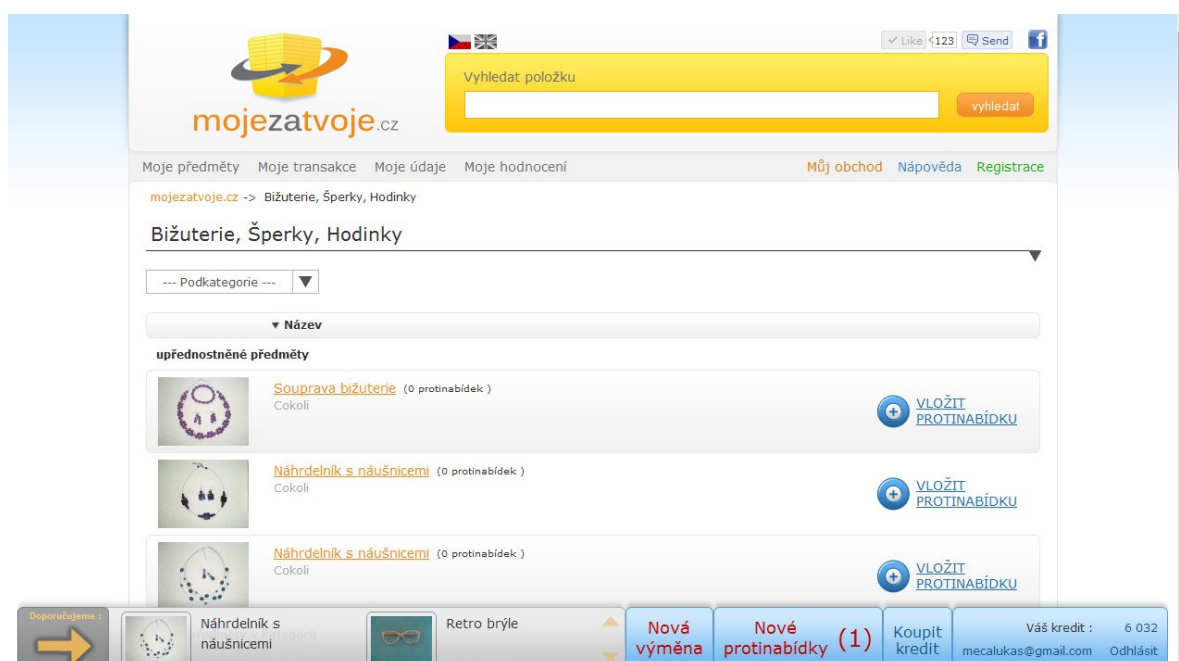 Like 123 Send f
Vyhledat položku
mojezatvoje.cz
vyhledat
Moje předměty Moje transakce Moje údaje Moje hodnocení Můj obchod Nápověda Registrace
mojezatvoje.cz -> Bižuterie, Šperky, Hodinky
Bižuterie, Šperky, Hodinky
--- Podkategorie ---
Název
upřednostněné předměty
Souprava bižuterie (0 protinabídek )
Cokoli
VLOŽIT
PROTINABÍDKU
Náhrdelník s náušnicemi (0 protinabídek )
Cokoli
VLOŽIT
PROTINABÍDKU
Náhrdelník s náušnicemi (0 protinabídek )
Cokoli
VLOŽIT
PROTINABÍDKU
Doporučujeme :
Náhrdelník s
náušnicemi
Retro brýle
Nová
výměna
Nové
protinabídky (1)
Koupit
kredit
Váš kredit : 6 032
mecalukas@gmail.com Odhlásit